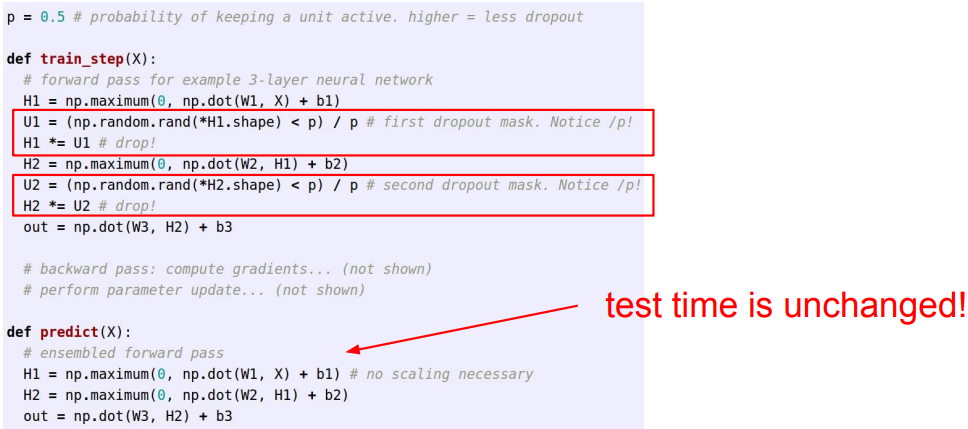 p = 0.5 # probability of keeping a unit active. higher = less dropout
def train_step(X):
# forward pass for example 3-layer neural network
H1 = np.maximum(0, np.dot(W1, X) + b1)
U1 = (np.random.rand(*H1.shape) < p) / p # first dropout mask. Notice /p!
H1 *= U1 # drop!
H2 = np.maximum(0, np.dot(W2, H1) + b2)
U2 = (np.random.rand(*H2.shape) < p) / p # second dropout mask. Notice /p!
H2 *= U2 # drop!
out = np.dot(W3, H2) + b3
# backward pass: compute gradients... (not shown)
# perform parameter update... (not shown)
test time is unchanged!
def predict(X):
# ensembled forward pass
H1 = np.maximum(0, np.dot(W1, X) + b1) # no scaling necessary
H2 = np.maximum(0, np.dot(W2, H1) + b2)
out = np.dot(W3, H2) + b3